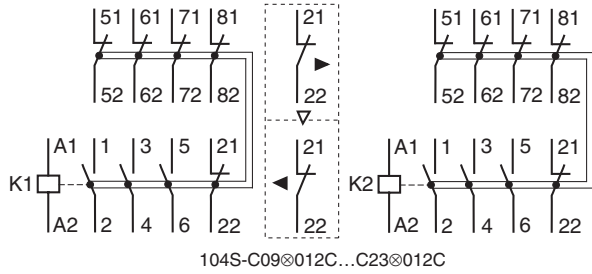 51 61 71 81 21 51 61 71 81
52 62 72 82 22 52 62 72 82
A1 1 3 5 21 21 A1 1 3 5 21
K1 K2
A2 2 4 6 22 22 A2 2 4 6 22
104S-C09⊗012C…C23⊗012C